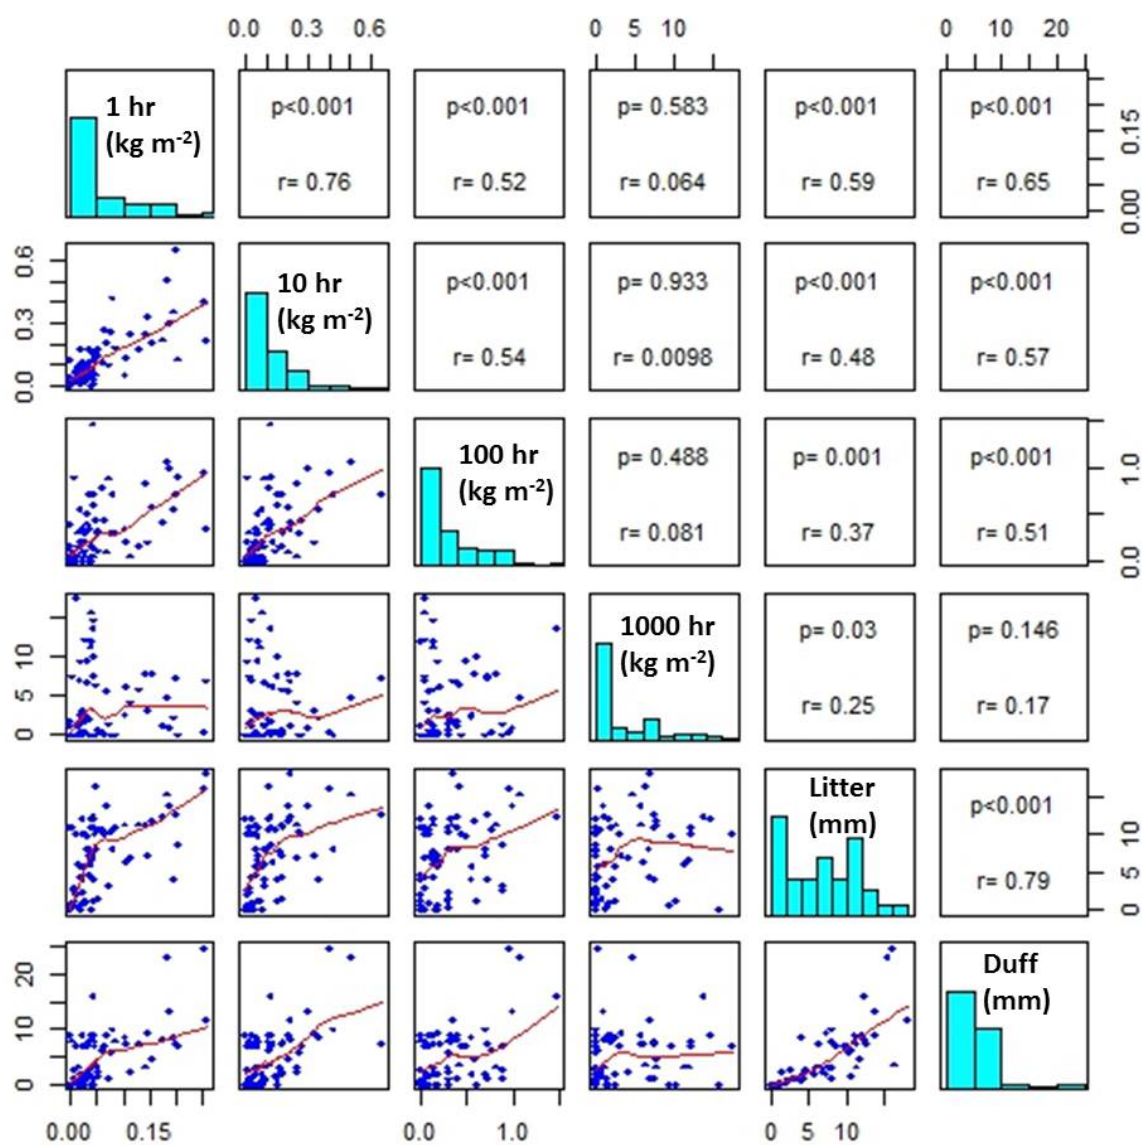 0.0 0.3 0.6 0 5 10 0 10 20
1 hr
(kg m-2)
p<0.001 p<0.001 p= 0.583 p<0.001 p<0.001
r= 0.76 r= 0.52 r= 0.064 r= 0.59 r= 0.65
0.00 0.15
0.0 0.3 0.6
10 hr
(kg m-2)
p<0.001 p= 0.933 p<0.001 p<0.001
r= 0.54 r= 0.0098 r= 0.48 r= 0.57
100 hr
(kg m-2)
p= 0.488 p= 0.001 p<0.001
r= 0.081 r= 0.37 r= 0.51
0.0 1.0
0 5 10
1000 hr
(kg m-2)
p= 0.03 p= 0.146
r= 0.25 r= 0.17
Litter
(mm)
p<0.001
r= 0.79
0 5 10
0 10 20
Duff
(mm)
0.00 0.15 0.0 1.0 0 5 10